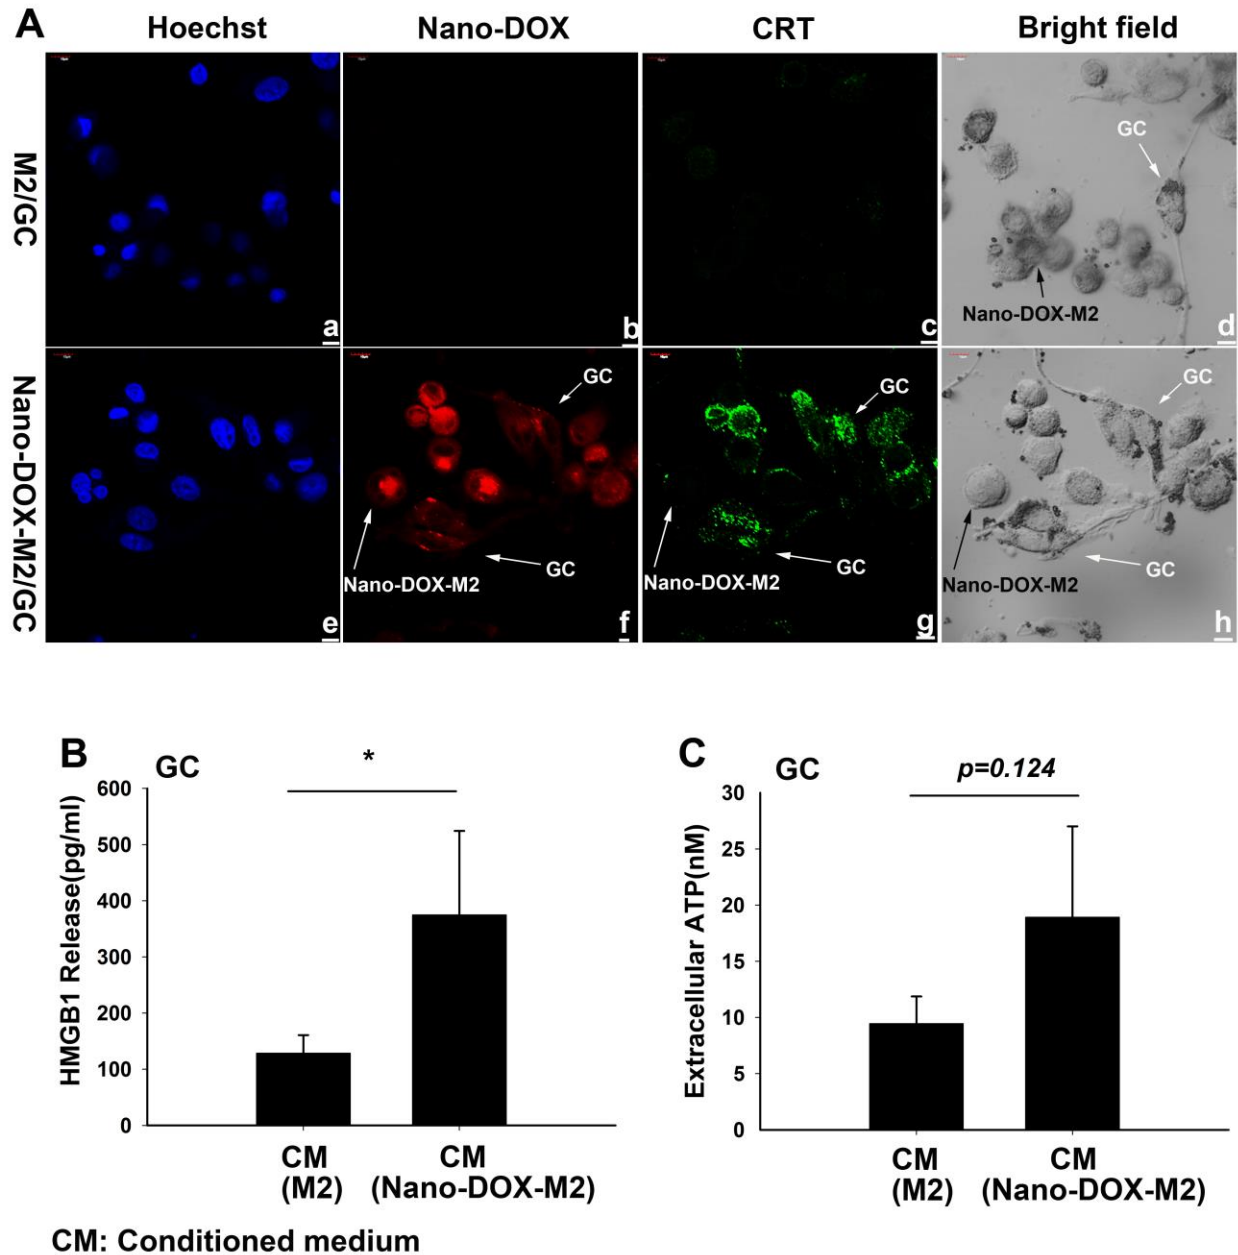 A
Hoechst
Nano-DOX
CRT
Bright field
M2/GC
a
b
c
GC
Nano-DOX-M2
d
Nano-DOX-M2/GC
e
GC
Nano-DOX-M2
GC
f
GC
Nano-DOX-M2
GC
g
GC
Nano-DOX-M2
GC
h
B
GC
*
HMGB1 Release(pg/ml)
600
500
400
300
200
100
0
CM
(M2)
CM
(Nano-DOX-M2)
C
GC
p=0.124
Extracellular ATP(nM)
30
25
20
15
10
5
0
CM
(M2)
CM
(Nano-DOX-M2)
CM: Conditioned medium